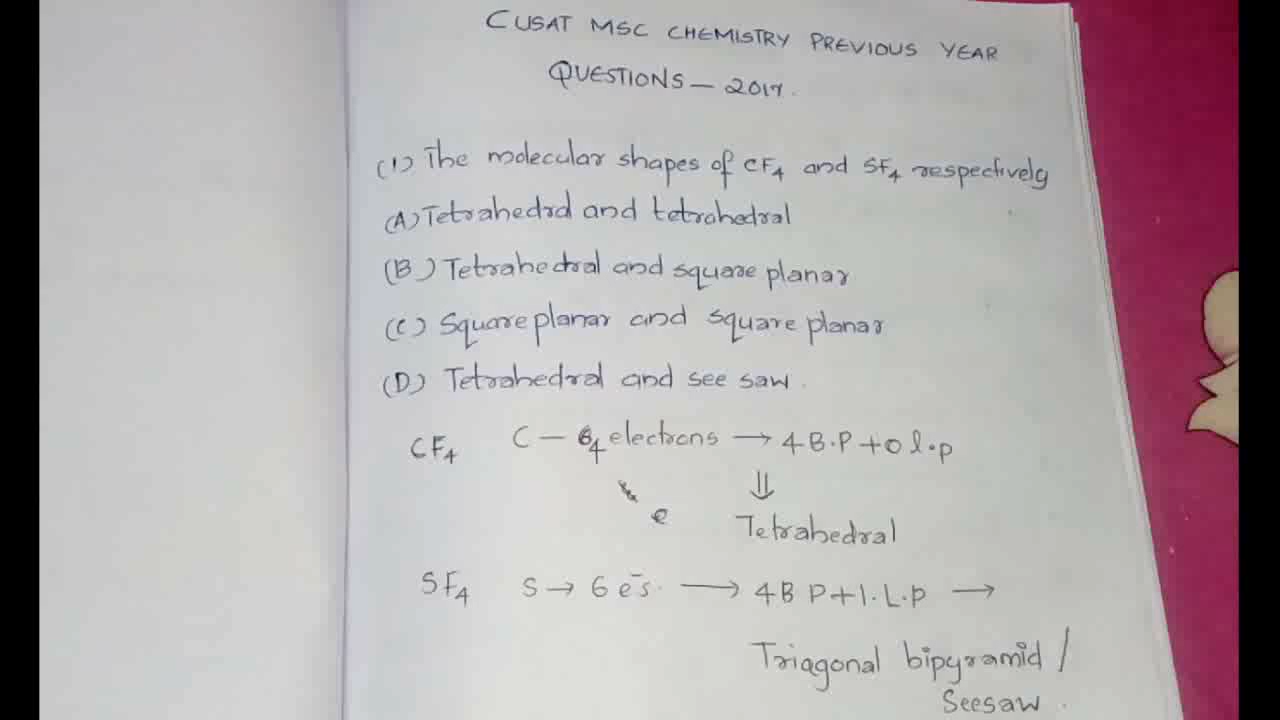 CUSAT MSC CHEMISTRY PREVIOUS YEAR
QUESTIONS — 2017.
(1) The molecular shapes of CF4 and SF4 respectively
(A) Tetrahedral and tetrahedral
(B) Tetrahedral and square planar
(C) Square planar and square planar
(D) Tetrahedral and see saw.
CF4 C — 4 electrons → 4 B.P + 0 l.p
⇓
e
Tetrahedral
SF4 S → 6 e⁻s. → 4 B P + 1. L.P →
Triagonal bipyramid /
Seesaw.